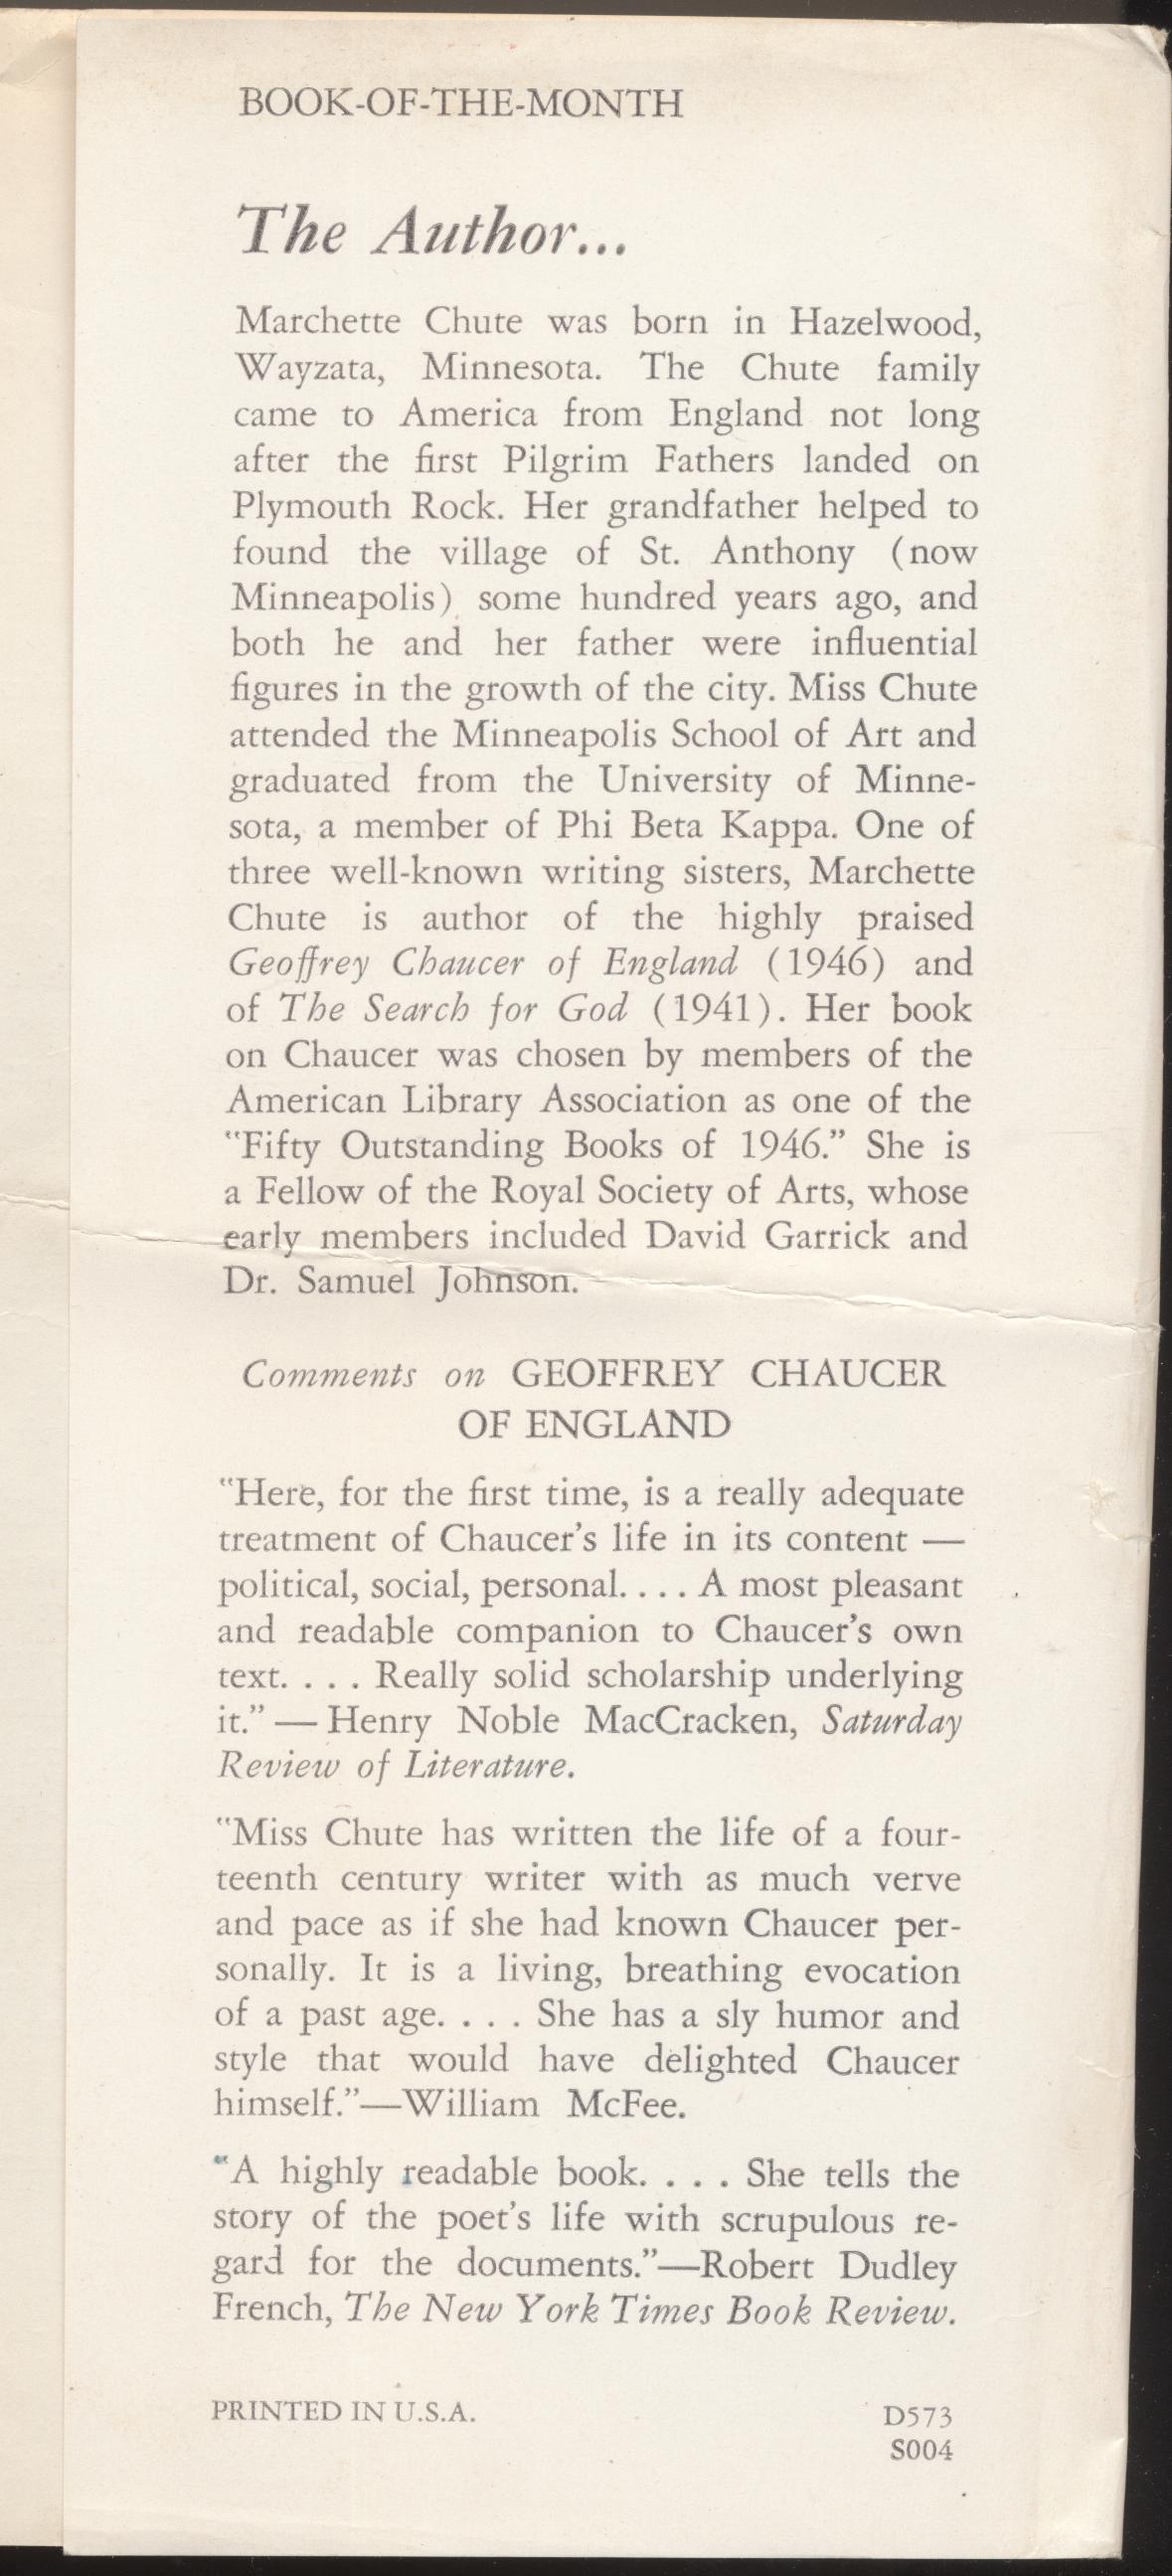 BOOK-OF-THE-MONTH
The Author...
Marchette Chute was born in Hazelwood,
Wayzata, Minnesota. The Chute family
came to America from England not long
after the first Pilgrim Fathers landed on
Plymouth Rock. Her grandfather helped to
found the village of St. Anthony (now
Minneapolis) some hundred years ago, and
both he and her father were influential
figures in the growth of the city. Miss Chute
attended the Minneapolis School of Art and
graduated from the University of Minne-
sota, a member of Phi Beta Kappa. One of
three well-known writing sisters, Marchette
Chute is author of the highly praised
Geoffrey Chaucer of England (1946) and
of The Search for God (1941). Her book
on Chaucer was chosen by members of the
American Library Association as one of the
"Fifty Outstanding Books of 1946." She is
a Fellow of the Royal Society of Arts, whose
early members included David Garrick and
Dr. Samuel Johnson.
Comments on GEOFFREY CHAUCER
OF ENGLAND
"Here, for the first time, is a really adequate
treatment of Chaucer's life in its content —
political, social, personal. . . . A most pleasant
and readable companion to Chaucer's own
text. . . . Really solid scholarship underlying
it." — Henry Noble MacCracken, Saturday
Review of Literature.
"Miss Chute has written the life of a four-
teenth century writer with as much verve
and pace as if she had known Chaucer per-
sonally. It is a living, breathing evocation
of a past age. . . . She has a sly humor and
style that would have delighted Chaucer
himself."—William McFee.
"A highly readable book. . . . She tells the
story of the poet's life with scrupulous re-
gard for the documents."—Robert Dudley
French, The New York Times Book Review.
PRINTED IN U.S.A.
D573
S004